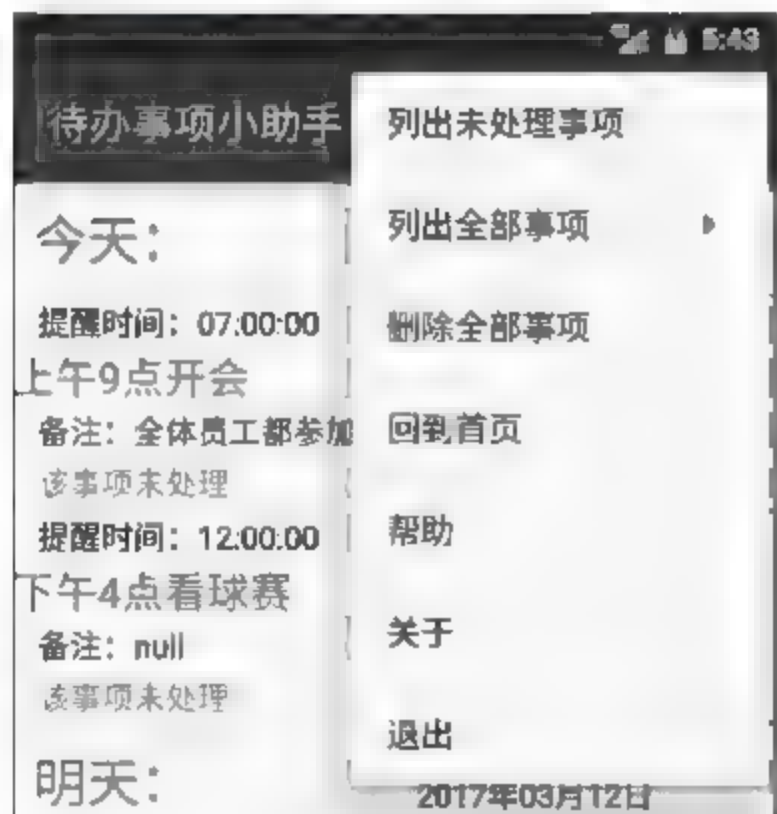 5:43
待办事项小助手
列出未处理事项
列出全部事项
删除全部事项
回到首页
帮助
关于
退出
今天：
提醒时间：07:00:00
上午9点开会
备注：全体员工都参加
该事项未处理
提醒时间：12:00:00
下午4点看球赛
备注：null
该事项未处理
明天：
2017年03月12日